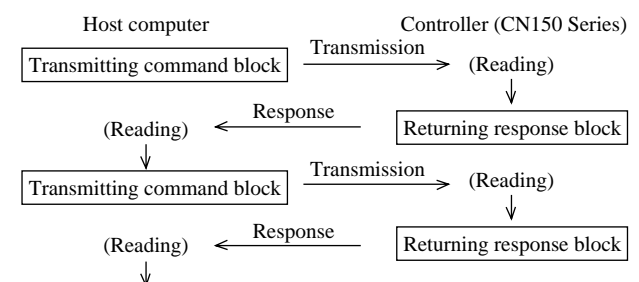 Host computer Controller (CN150 Series)
Transmission
Transmitting command block (Reading)
Response
(Reading) Returning response block
Transmission
Transmitting command block (Reading)
Response
(Reading) Returning response block